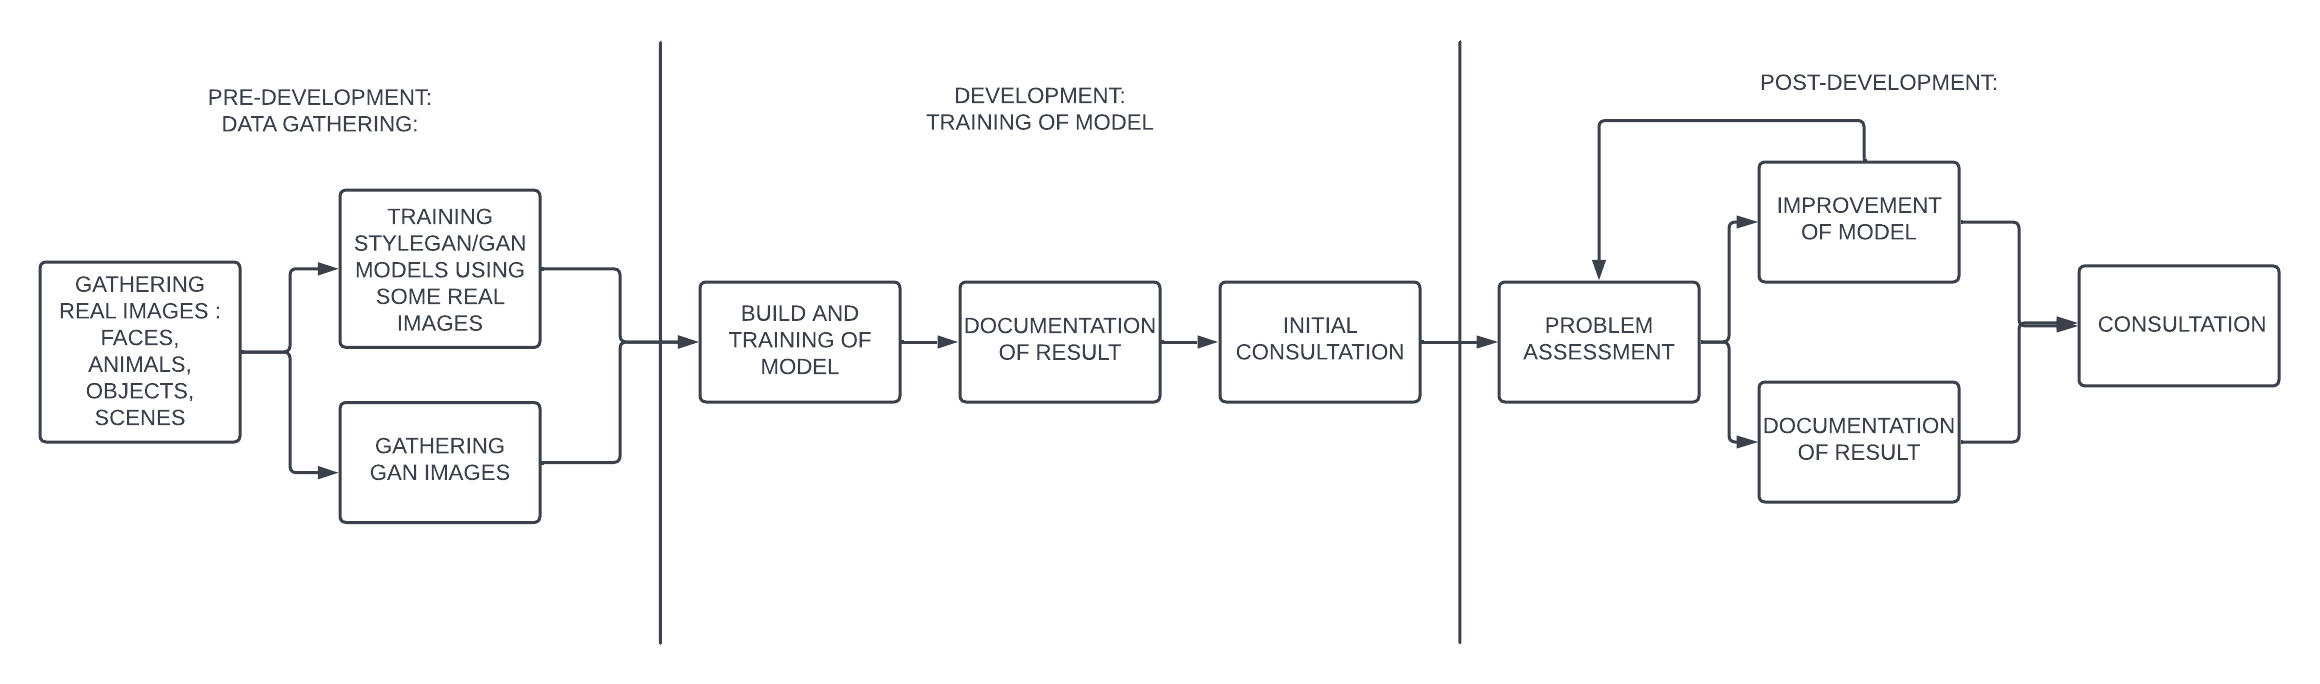 PRE-DEVELOPMENT:
DATA GATHERING:
GATHERING
REAL IMAGES :
FACES,
ANIMALS,
OBJECTS,
SCENES
TRAINING
STYLEGAN/GAN
MODELS USING
SOME REAL
IMAGES
GATHERING
GAN IMAGES
DEVELOPMENT:
TRAINING OF MODEL
BUILD AND
TRAINING OF
MODEL
DOCUMENTATION
OF RESULT
INITIAL
CONSULTATION
POST-DEVELOPMENT:
PROBLEM
ASSESSMENT
IMPROVEMENT
OF MODEL
DOCUMENTATION
OF RESULT
CONSULTATION